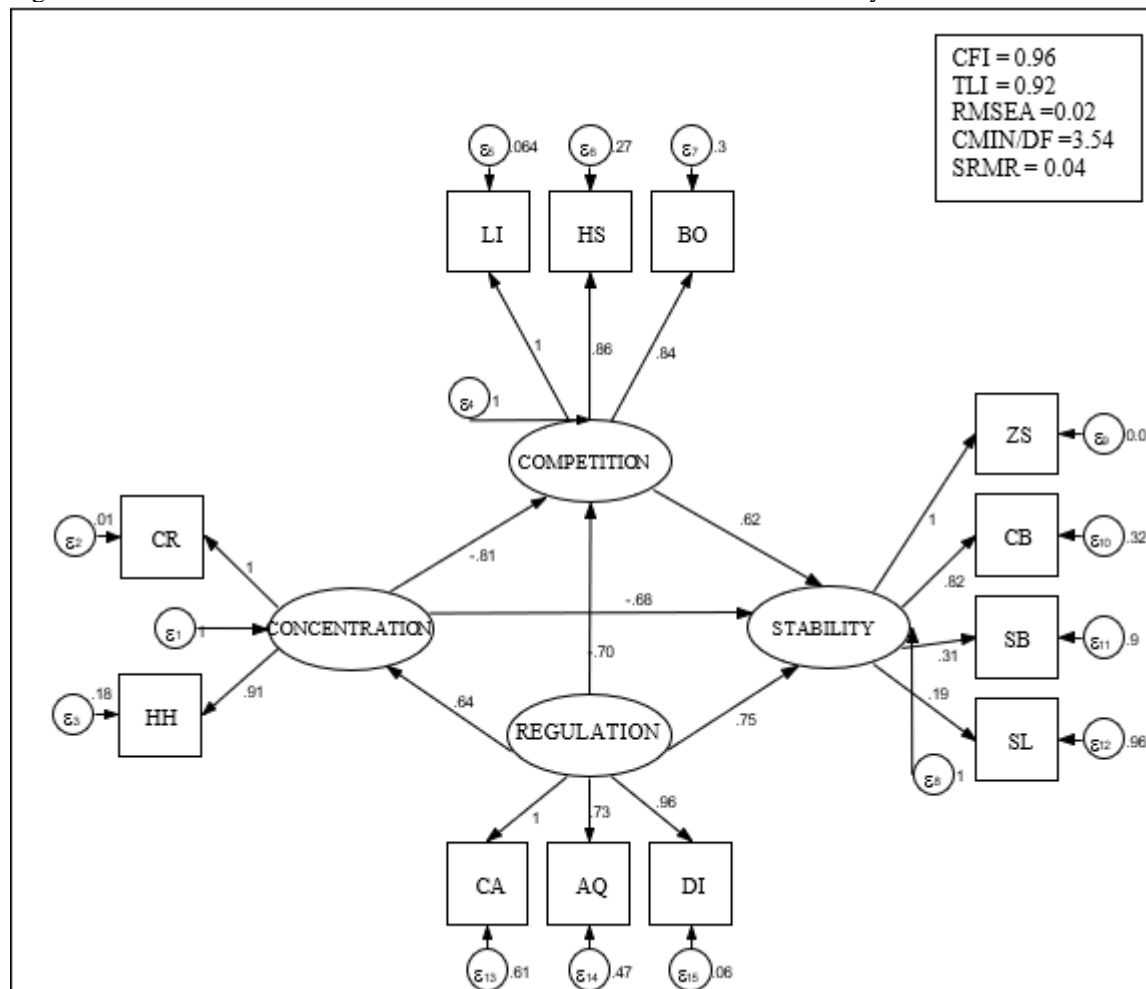 CFI = 0.96
TLI = 0.92
RMSEA =0.02
CMIN/DF =3.54
SRMR = 0.04
ε5 .064 ε6 .27 ε7 .3
LI HS BO
1 .86 .84
ε4 1
COMPETITION
ZS ε9 0.0
1
CB ε10 .32
.82
SB ε11 .9
.31
SL ε12 .96
.19
ε8 1
STABILITY
.62
-.81
-.68
-.70
.64
.75
ε2 .01 CR
1
ε1 1 CONCENTRATION
ε3 .18 HH
.91
REGULATION
1 .73 .96
CA AQ DI
ε13 .61 ε14 .47 ε15 .06